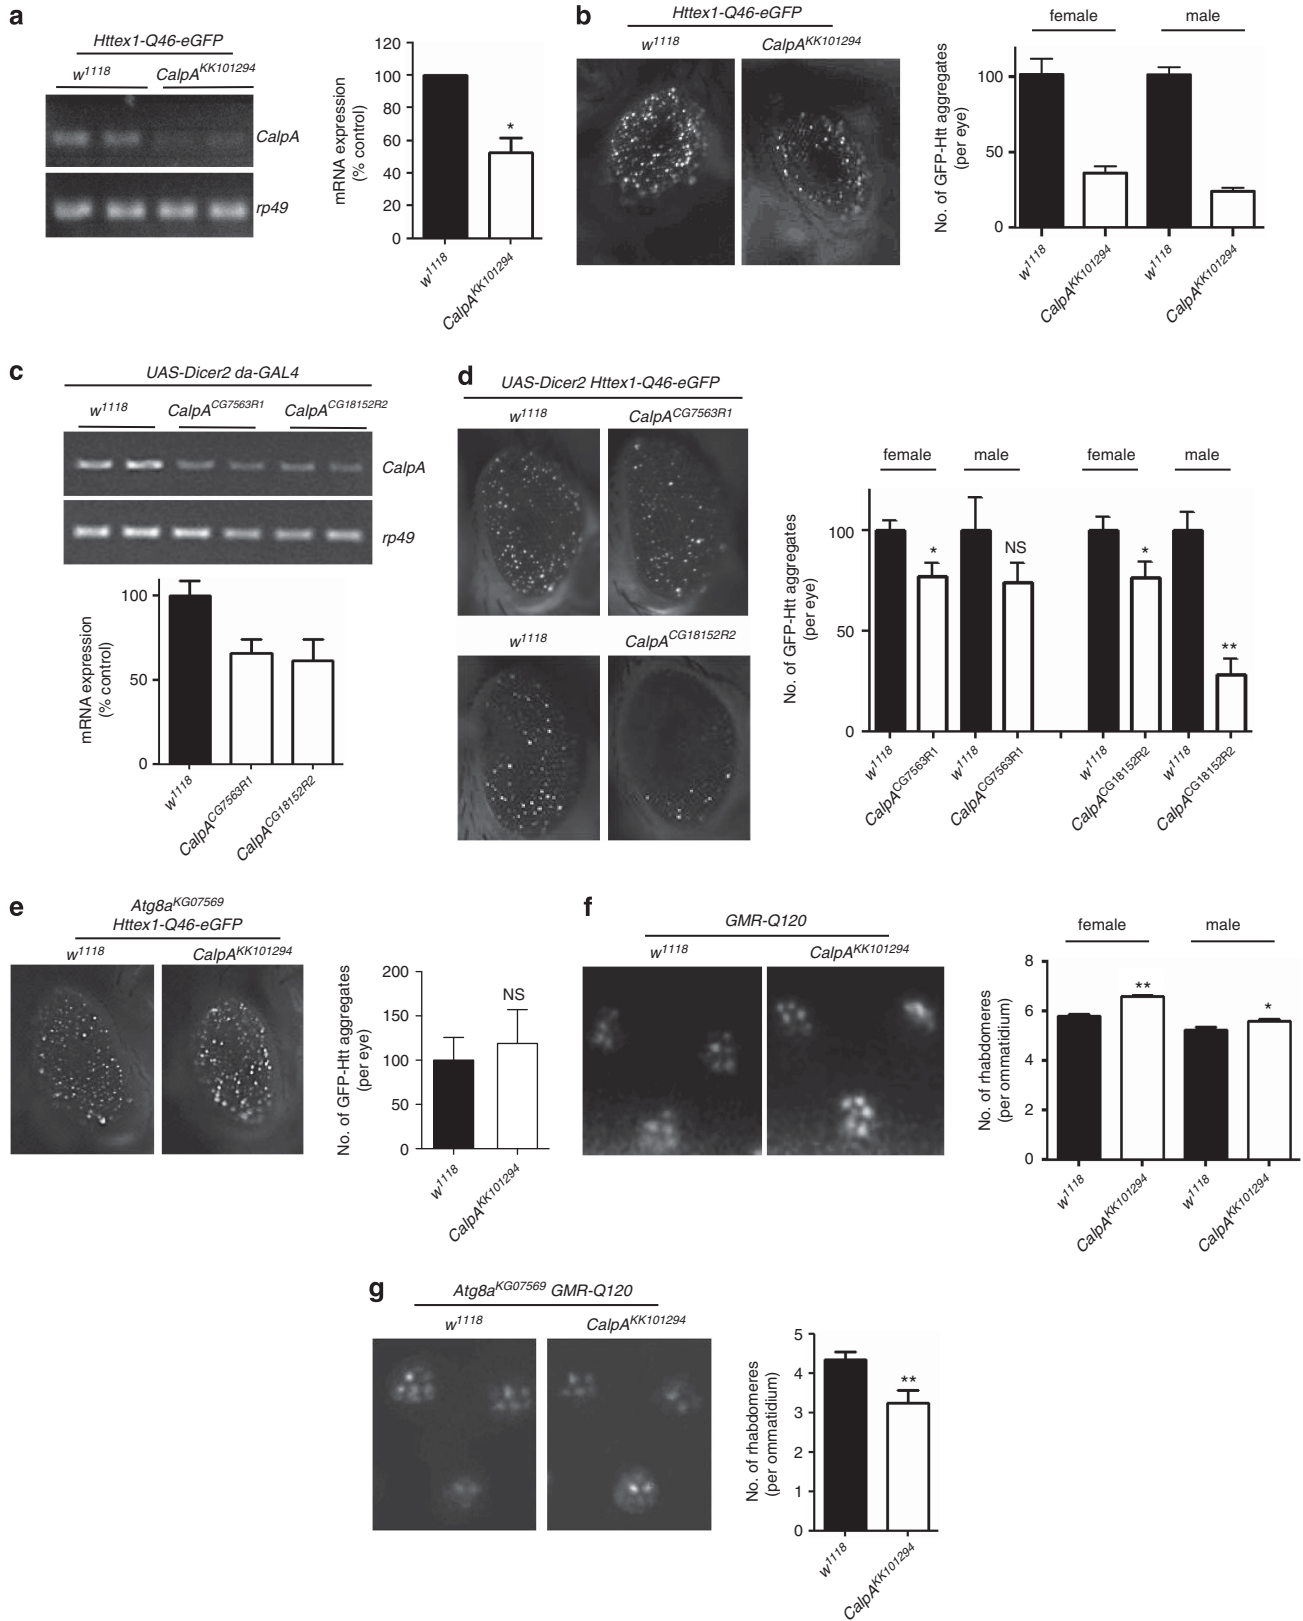 a
Httex1-Q46-eGFP
w1118 CalpAKK101294
CalpA
rp49
mRNA expression
(% control)
120
100
80
60
40
20
0
*
w1118
CalpAKK101294
b
Httex1-Q46-eGFP
w1118 CalpAKK101294
female male
No. of GFP-Htt aggregates
(per eye)
100
50
0
w1118
CalpAKK101294
w1118
CalpAKK101294
c
UAS-Dicer2 da-GAL4
w1118 CalpACG7563R1 CalpACG18152R2
CalpA
rp49
mRNA expression
(% control)
100
50
0
w1118
CalpACG7563R1
CalpACG18152R2
d
UAS-Dicer2 Httex1-Q46-eGFP
w1118 CalpACG7563R1
w1118 CalpACG18152R2
female male female male
No. of GFP-Htt aggregates
(per eye)
100
50
0
* NS * **
w1118
CalpACG7563R1
w1118
CalpACG7563R1
w1118
CalpACG18152R2
w1118
CalpACG18152R2
e
Atg8aKG07569
Httex1-Q46-eGFP
w1118 CalpAKK101294
No. of GFP-Htt aggregates
(per eye)
200
150
100
50
0
NS
w1118
CalpAKK101294
f
GMR-Q120
w1118 CalpAKK101294
female male
No. of rhabdomeres
(per ommatidium)
8
6
4
2
0
** *
w1118
CalpAKK101294
w1118
CalpAKK101294
g
Atg8aKG07569 GMR-Q120
w1118 CalpAKK101294
No. of rhabdomeres
(per ommatidium)
5
4
3
2
1
0
**
w1118
CalpAKK101294